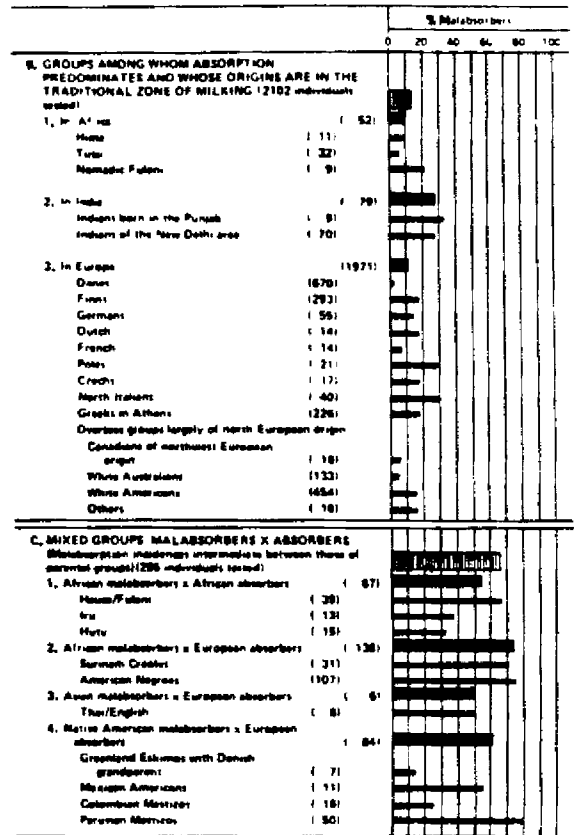 % Malabsorbers
0 20 40 60 80 100
B. GROUPS AMONG WHOM ABSORPTION
PREDOMINATES AND WHOSE ORIGINS ARE IN THE
TRADITIONAL ZONE OF MILKING (2102 individuals
tested)
1. In Africa ( 52)
Hima ( 11)
Tutsi ( 32)
Nomadic Fulani ( 9)
2. In India ( 79)
Indians born in the Punjab ( 9)
Indians of the New Delhi area ( 70)
3. In Europe (1971)
Danes (670)
Finns (293)
Germans ( 55)
Dutch ( 14)
French ( 14)
Poles ( 21)
Czechs ( 17)
North Italians ( 40)
Greeks in Athens (226)
Overseas groups largely of north European origin
Canadians of northwest European
origin ( 16)
White Australians (133)
White Americans (454)
Others ( 18)
C. MIXED GROUPS: MALABSORBERS X ABSORBERS
(Malabsorption incidences intermediate between those of
parental groups) (295 individuals tested)
1. African malabsorbers x African absorbers ( 67)
Hausa/Fulani ( 39)
Iru ( 13)
Hutu ( 15)
2. African malabsorbers x European absorbers ( 138)
Surinam Creoles ( 31)
American Negroes (107)
3. Asian malabsorbers x European absorbers ( 6)
Thai/English ( )
4. Native American malabsorbers x European
absorbers ( 84)
Greenland Eskimos with Danish
grandparent ( 7)
Mexican Americans ( 11)
Colombian Mestizos ( 16)
Peruvian Mestizos ( 50)